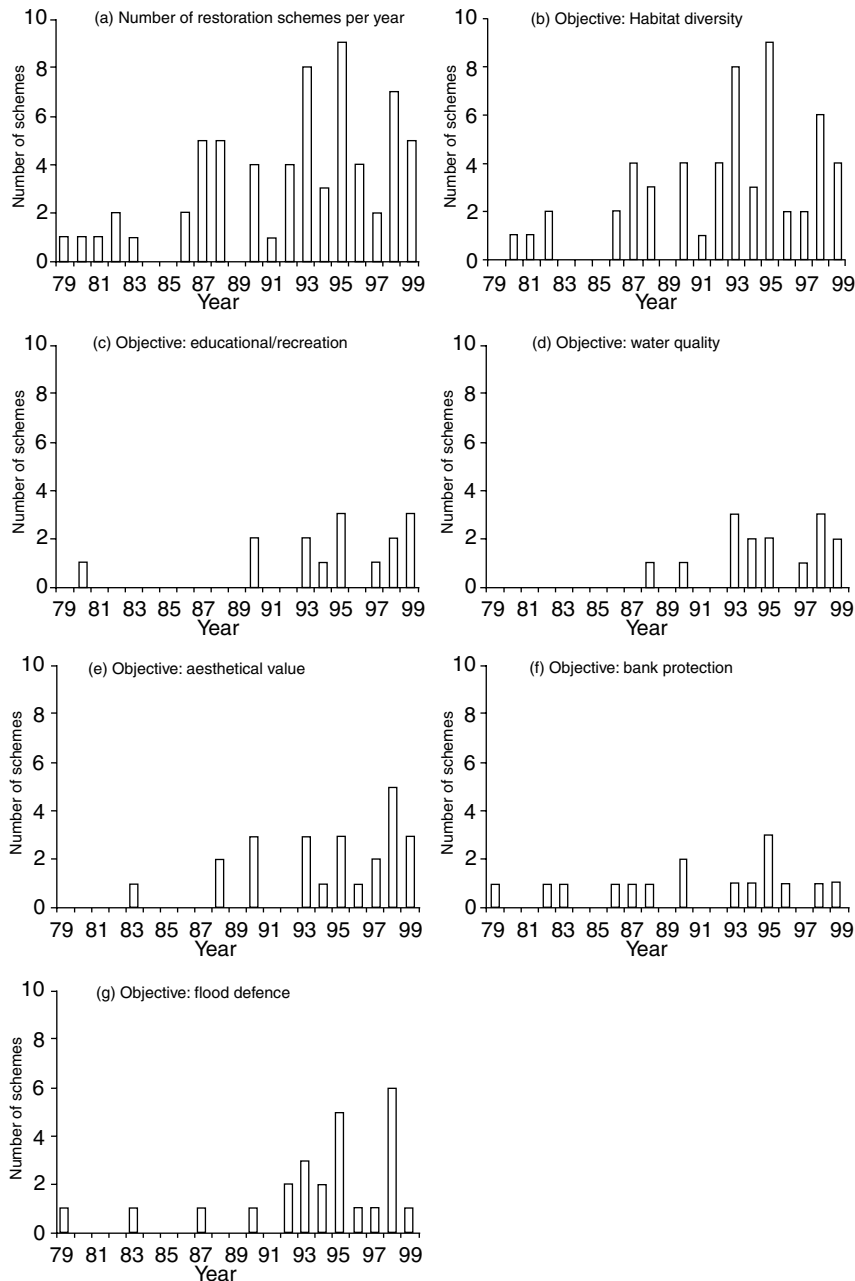 (a) Number of restoration schemes per year
Number of schemes
10
8
6
4
2
0
79 81 83 85 87 89 91 93 95 97 99
Year
(b) Objective: Habitat diversity
Number of schemes
10
8
6
4
2
0
79 81 83 85 87 89 91 93 95 97 99
Year
(c) Objective: educational/recreation
Number of schemes
10
8
6
4
2
0
79 81 83 85 87 89 91 93 95 97 99
Year
(d) Objective: water quality
Number of schemes
10
8
6
4
2
0
79 81 83 85 87 89 91 93 95 97 99
Year
(e) Objective: aesthetical value
Number of schemes
10
8
6
4
2
0
79 81 83 85 87 89 91 93 95 97 99
Year
(f) Objective: bank protection
Number of schemes
10
8
6
4
2
0
79 81 83 85 87 89 91 93 95 97 99
Year
(g) Objective: flood defence
Number of schemes
10
8
6
4
2
0
79 81 83 85 87 89 91 93 95 97 99
Year